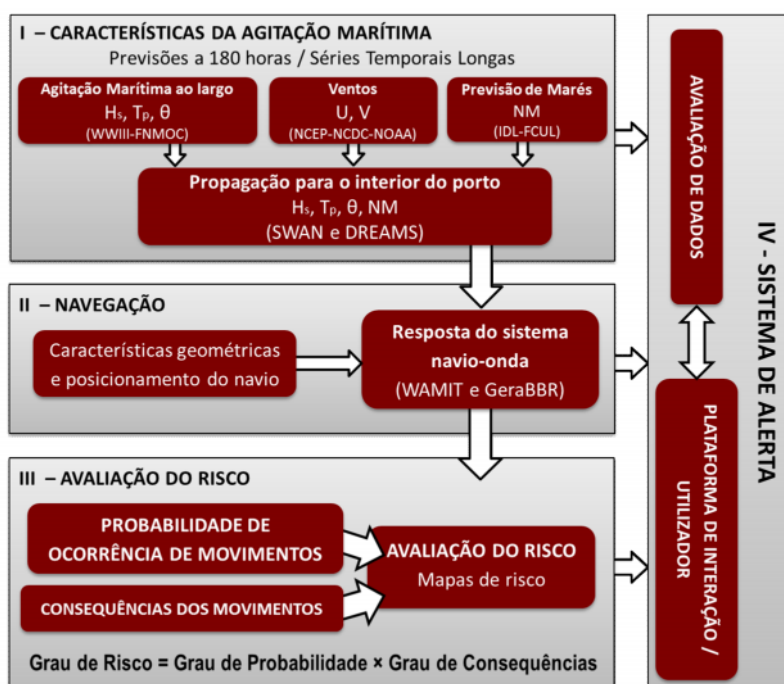 I – CARACTERÍSTICAS DA AGITAÇÃO MARÍTIMA
Previsões a 180 horas / Séries Temporais Longas
Agitação Marítima ao largo
Hs, Tp, θ
(WWIII-FNMOC)
Ventos
U, V
(NCEP-NCDC-NOAA)
Previsão de Marés
NM
(IDL-FCUL)
Propagação para o interior do porto
Hs, Tp, θ, NM
(SWAN e DREAMS)
II – NAVEGAÇÃO
Características geométricas
e posicionamento do navio
Resposta do sistema
navio-onda
(WAMIT e GeraBBR)
III – AVALIAÇÃO DO RISCO
PROBABILIDADE DE
OCORRÊNCIA DE MOVIMENTOS
CONSEQUÊNCIAS DOS MOVIMENTOS
AVALIAÇÃO DO RISCO
Mapas de risco
Grau de Risco = Grau de Probabilidade × Grau de Consequências
IV - SISTEMA DE ALERTA
AVALIAÇÃO DE DADOS
PLATAFORMA DE INTERAÇÃO /
UTILIZADOR